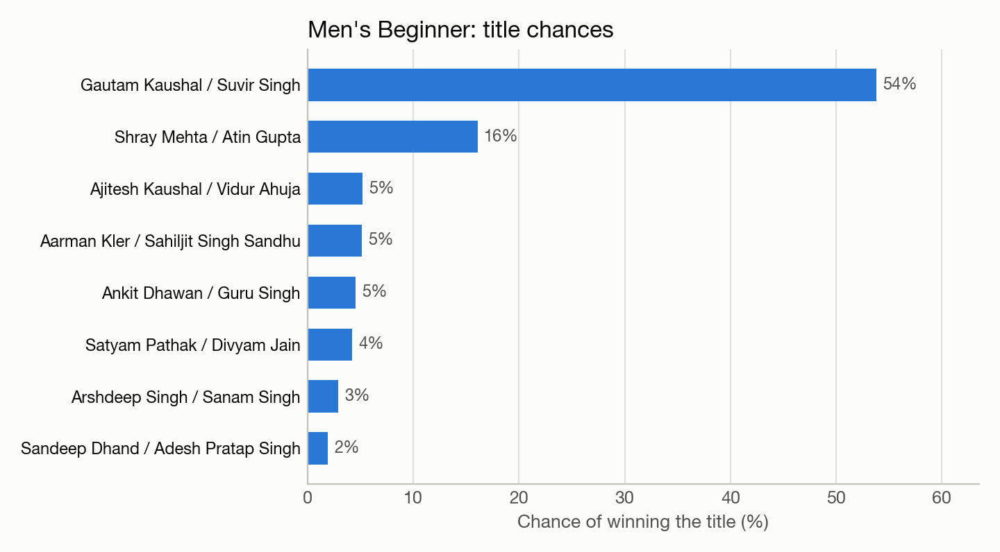 Men's Beginner: title chances
Gautam Kaushal / Suvir Singh 54%
Shray Mehta / Atin Gupta 16%
Ajitesh Kaushal / Vidur Ahuja 5%
Aarman Kler / Sahiljit Singh Sandhu 5%
Ankit Dhawan / Guru Singh 5%
Satyam Pathak / Divyam Jain 4%
Arshdeep Singh / Sanam Singh 3%
Sandeep Dhand / Adesh Pratap Singh 2%
0 10 20 30 40 50 60
Chance of winning the title (%)